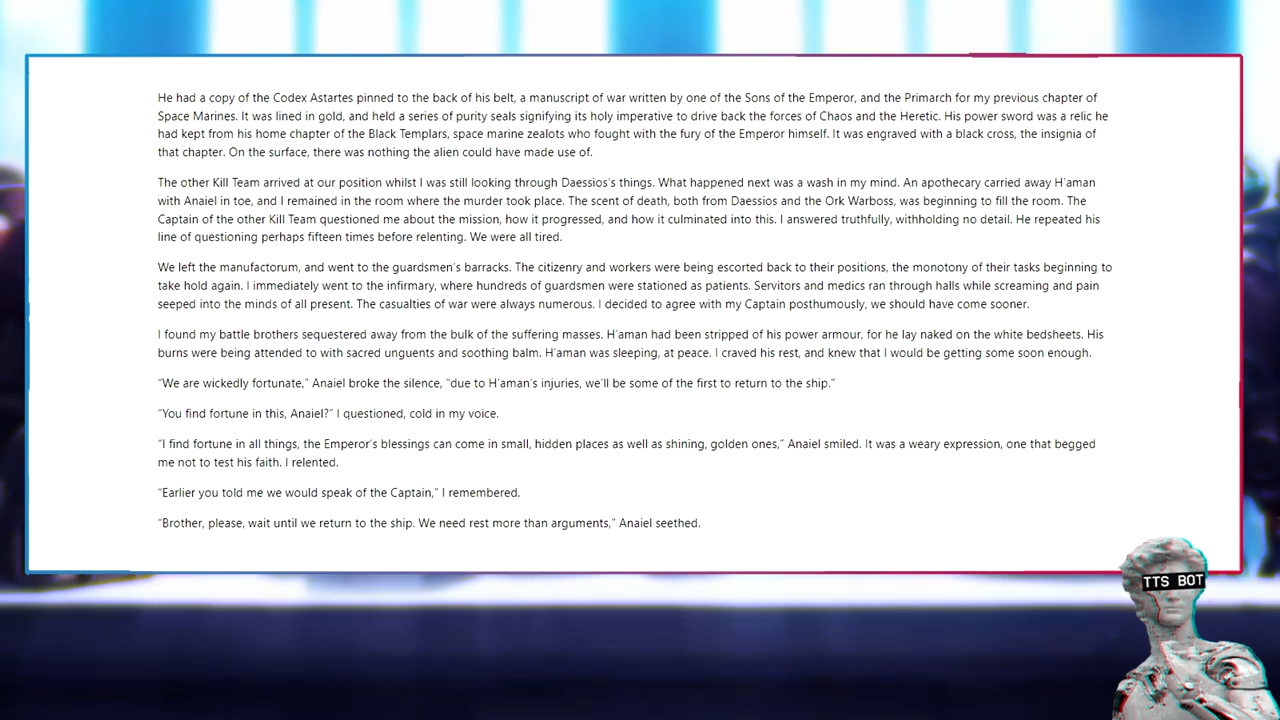 He had a copy of the Codex Astartes pinned to the back of his belt, a manuscript of war written by one of the Sons of the Emperor, and the Primarch for my previous chapter of
Space Marines. It was lined in gold, and held a series of purity seals signifying its holy imperative to drive back the forces of Chaos and the Heretic. His power sword was a relic he
had kept from his home chapter of the Black Templars, space marine zealots who fought with the fury of the Emperor himself. It was engraved with a black cross, the insignia of
that chapter. On the surface, there was nothing the alien could have made use of.
The other Kill Team arrived at our position whilst I was still looking through Daessios's things. What happened next was a wash in my mind. An apothecary carried away H'aman
with Anaiel in toe, and I remained in the room where the murder took place. The scent of death, both from Daessios and the Ork Warboss, was beginning to fill the room. The
Captain of the other Kill Team questioned me about the mission, how it progressed, and how it culminated into this. I answered truthfully, withholding no detail. He repeated his
line of questioning perhaps fifteen times before relenting. We were all tired.
We left the manufactorum, and went to the guardsmen's barracks. The citizenry and workers were being escorted back to their positions, the monotony of their tasks beginning to
take hold again. I immediately went to the infirmary, where hundreds of guardsmen were stationed as patients. Servitors and medics ran through halls while screaming and pain
seeped into the minds of all present. The casualties of war were always numerous. I decided to agree with my Captain posthumously, we should have come sooner.
I found my battle brothers sequestered away from the bulk of the suffering masses. H'aman had been stripped of his power armour, for he lay naked on the white bedsheets. His
burns were being attended to with sacred unguents and soothing balm. H'aman was sleeping, at peace. I craved his rest, and knew that I would be getting some soon enough.
“We are wickedly fortunate,” Anaiel broke the silence, “due to H'aman's injuries, we'll be some of the first to return to the ship.”
“You find fortune in this, Anaiel?” I questioned, cold in my voice.
“I find fortune in all things, the Emperor's blessings can come in small, hidden places as well as shining, golden ones,” Anaiel smiled. It was a weary expression, one that begged
me not to test his faith. I relented.
“Earlier you told me we would speak of the Captain,” I remembered.
“Brother, please, wait until we return to the ship. We need rest more than arguments,” Anaiel seethed.
TTS BOT